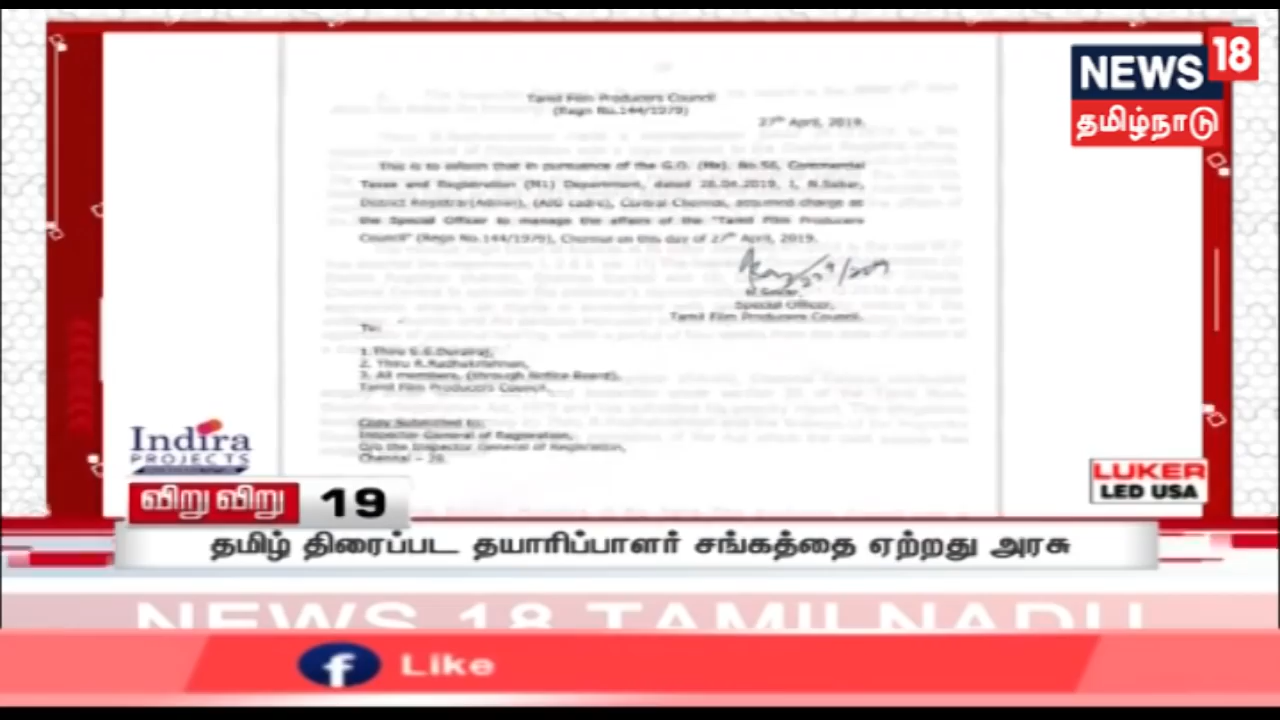 NEWS 18
தமிழ்நாடு
Tamil Film Producers Council
(Regn No.144/1979)
27th April, 2019.
This is to inform that in pursuance of the G.O. (Ms). No.56, Commercial
Taxes and Registration (M1) Department, dated 26.04.2019, I, N.Sekar,
District Registrar(Admin), (AIG cadre), Central Chennai, assumed charge as
the Special Officer to manage the affairs of the "Tamil Film Producers
Council" (Regn No.144/1979), Chennai on this day of 27th April, 2019.
Special Officer,
Tamil Film Producers Council.
To:
1.Thiru S.S.Durairaj,
2. Thiru K.Radhakrishnan,
3. All members, (through Notice Board),
Tamil Film Producers Council,
Copy Submitted to:
Inspector General of Registration,
O/o the Inspector General of Registration,
Chennai – 28.
Indira
PROJECTS
LUKER
LED USA
விறு விறு 19
தமிழ் திரைப்பட தயாரிப்பாளர் சங்கத்தை ஏற்றது அரசு
NEWS 18 TAMILNADU
f Like